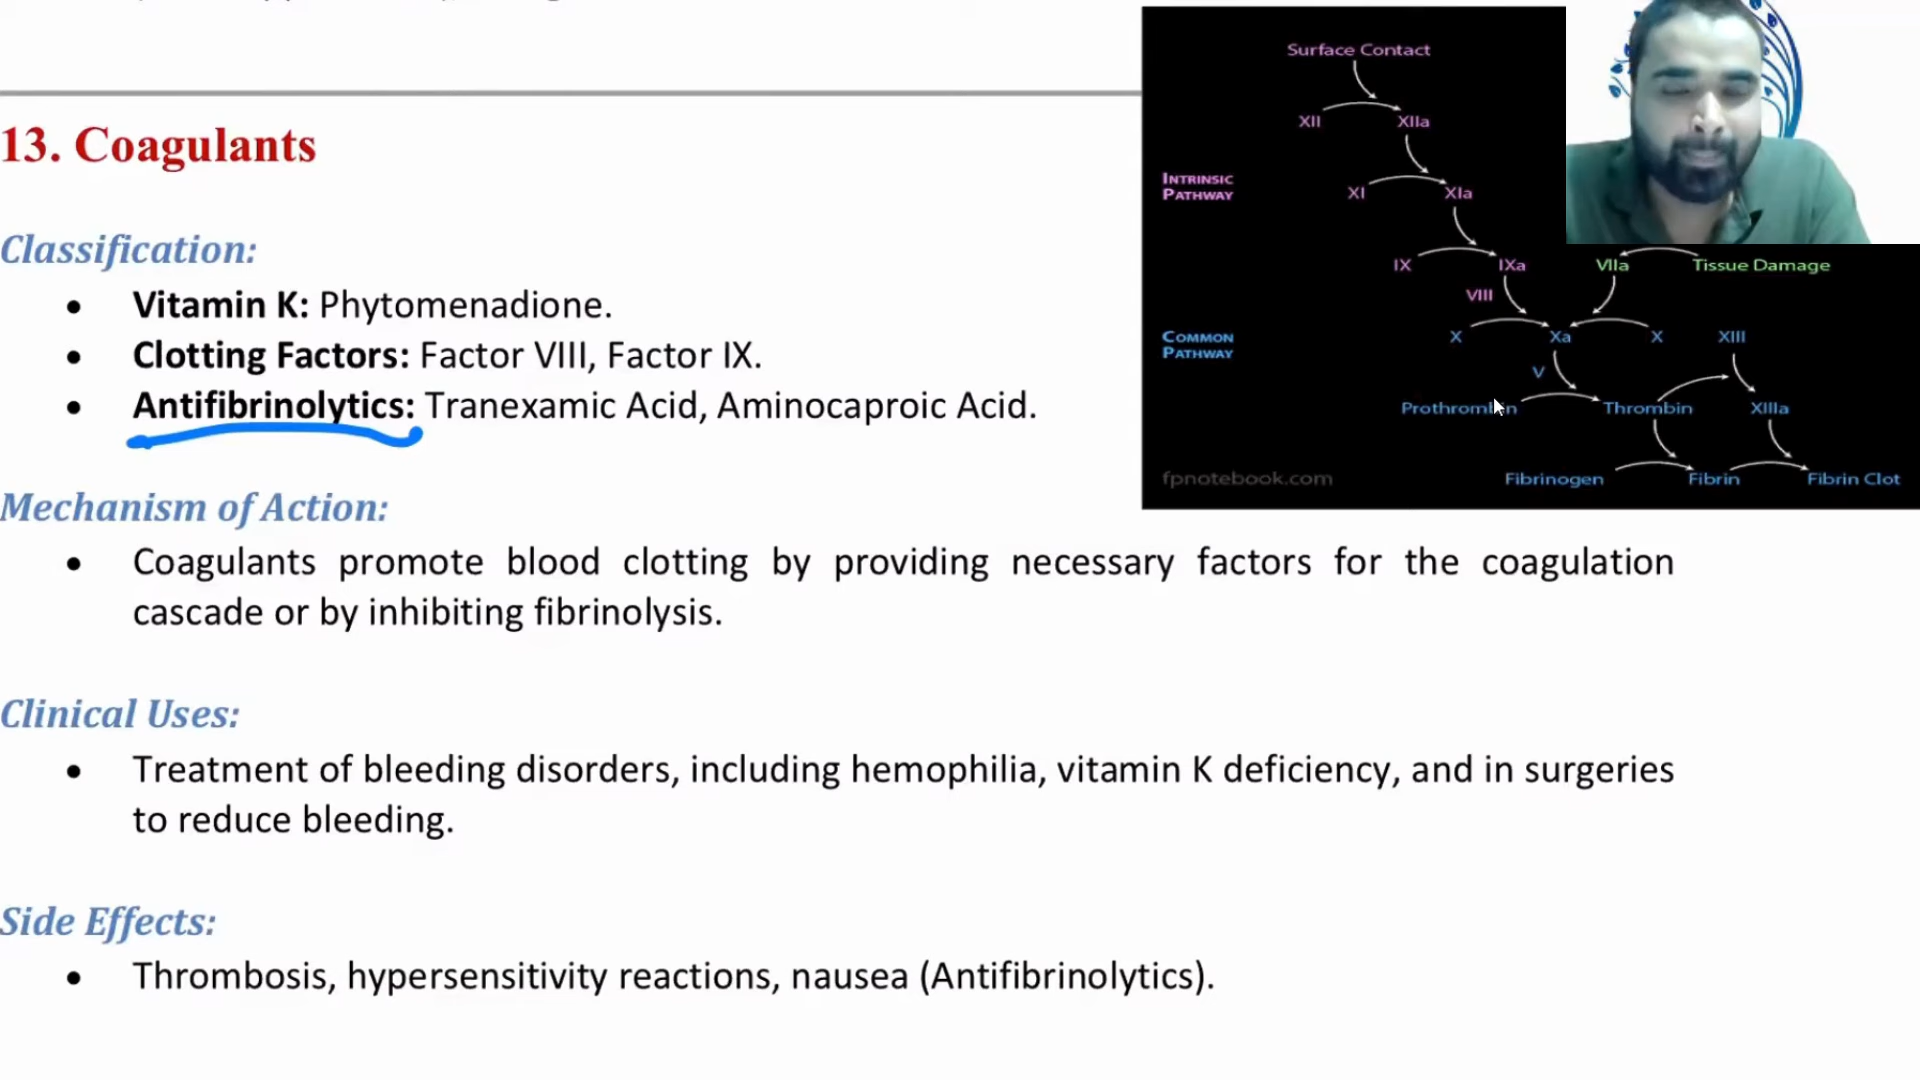 13. Coagulants
Classification:
• Vitamin K: Phytomenadione.
• Clotting Factors: Factor VIII, Factor IX.
• Antifibrinolytics: Tranexamic Acid, Aminocaproic Acid.
Mechanism of Action:
• Coagulants promote blood clotting by providing necessary factors for the coagulation
cascade or by inhibiting fibrinolysis.
Clinical Uses:
• Treatment of bleeding disorders, including hemophilia, vitamin K deficiency, and in surgeries
to reduce bleeding.
Side Effects:
• Thrombosis, hypersensitivity reactions, nausea (Antifibrinolytics).
Surface Contact
XII XIIa
INTRINSIC
PATHWAY
XI XIa
IX IXa VIIa Tissue Damage
VIII
COMMON
PATHWAY
X Xa X XIII
V
Prothrombin Thrombin XIIIa
fpnotebook.com
Fibrinogen Fibrin Fibrin Clot